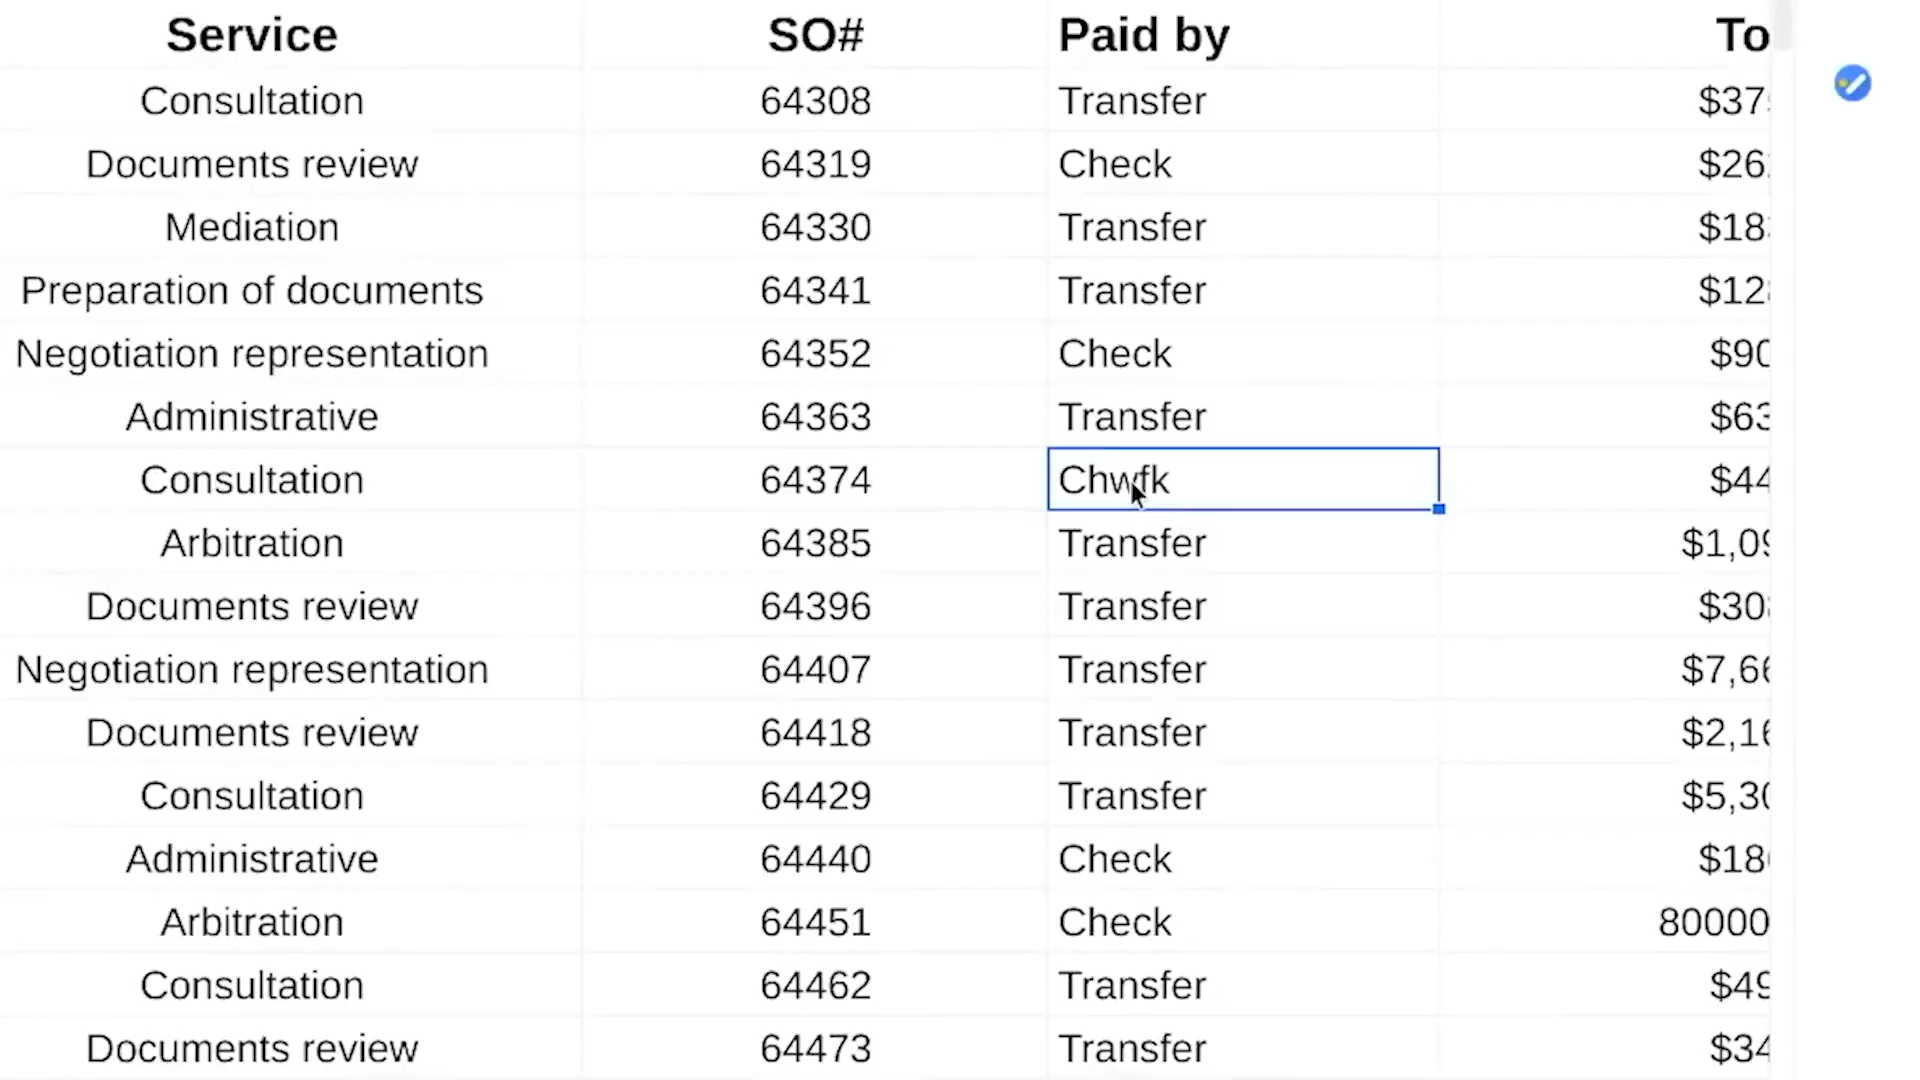 Service SO# Paid by To
Consultation 64308 Transfer $37
Documents review 64319 Check $26
Mediation 64330 Transfer $18
Preparation of documents 64341 Transfer $12
Negotiation representation 64352 Check $90
Administrative 64363 Transfer $63
Consultation 64374 Chwfk $44
Arbitration 64385 Transfer $1,09
Documents review 64396 Transfer $30
Negotiation representation 64407 Transfer $7,66
Documents review 64418 Transfer $2,16
Consultation 64429 Transfer $5,30
Administrative 64440 Check $18
Arbitration 64451 Check 80000
Consultation 64462 Transfer $49
Documents review 64473 Transfer $34